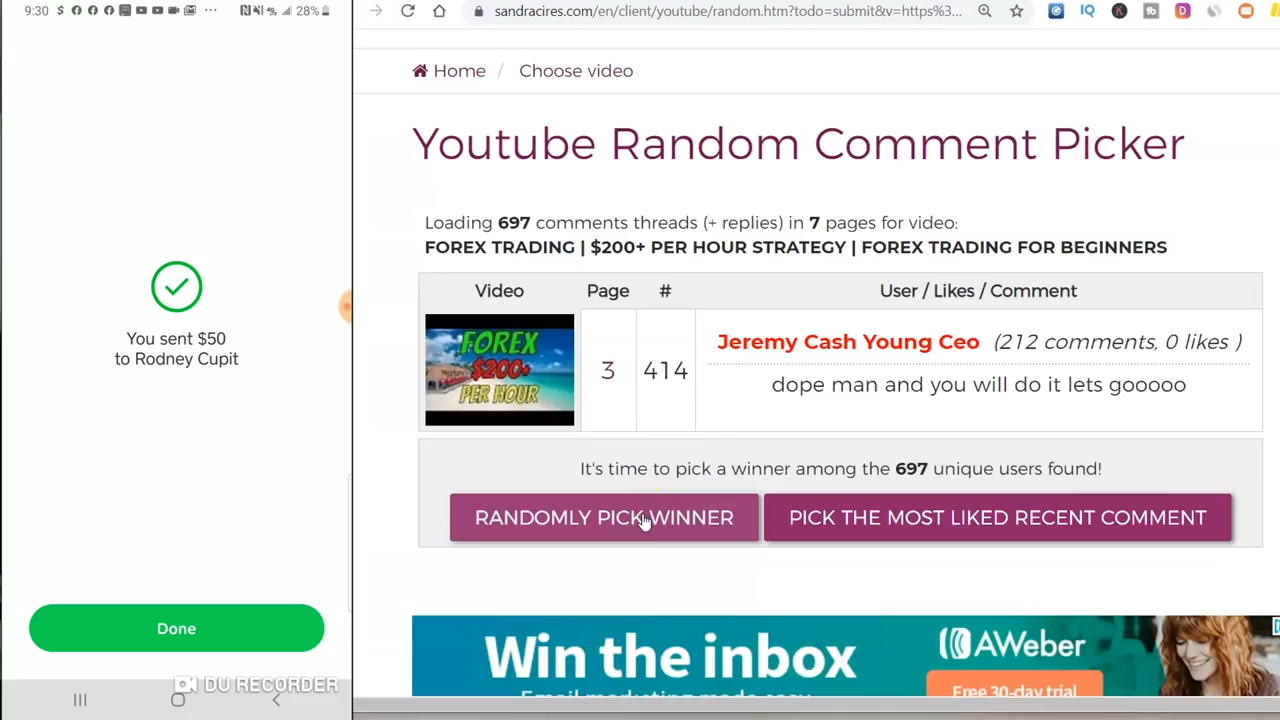 9:30
28%
You sent $50
to Rodney Cupit
Done
DU RECORDER
sandracires.com/en/client/youtube/random.htm?todo=submit&v=https%3...
Home / Choose video
Youtube Random Comment Picker
Loading 697 comments threads (+ replies) in 7 pages for video:
FOREX TRADING | $200+ PER HOUR STRATEGY | FOREX TRADING FOR BEGINNERS
Video Page # User / Likes / Comment
FOREX
$200+
PER HOUR
3
414
Jeremy Cash Young Ceo (212 comments, 0 likes )
dope man and you will do it lets gooooo
It's time to pick a winner among the 697 unique users found!
RANDOMLY PICK WINNER
PICK THE MOST LIKED RECENT COMMENT
Win the inbox
Email marketing made easy
AWeber
Free 30-day trial